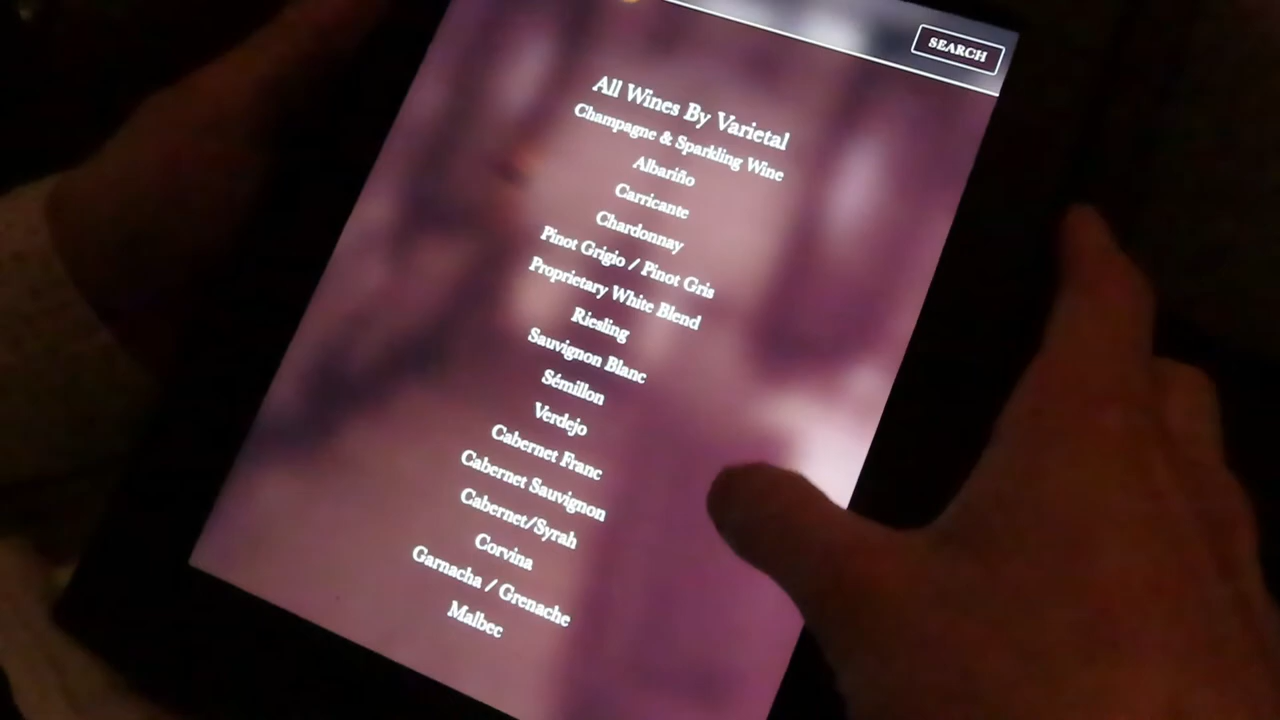 SEARCH
All Wines By Varietal
Champagne & Sparkling Wine
Albariño
Carricante
Chardonnay
Pinot Grigio / Pinot Gris
Proprietary White Blend
Riesling
Sauvignon Blanc
Sémillon
Verdejo
Cabernet Franc
Cabernet Sauvignon
Cabernet/Syrah
Corvina
Garnacha / Grenache
Malbec